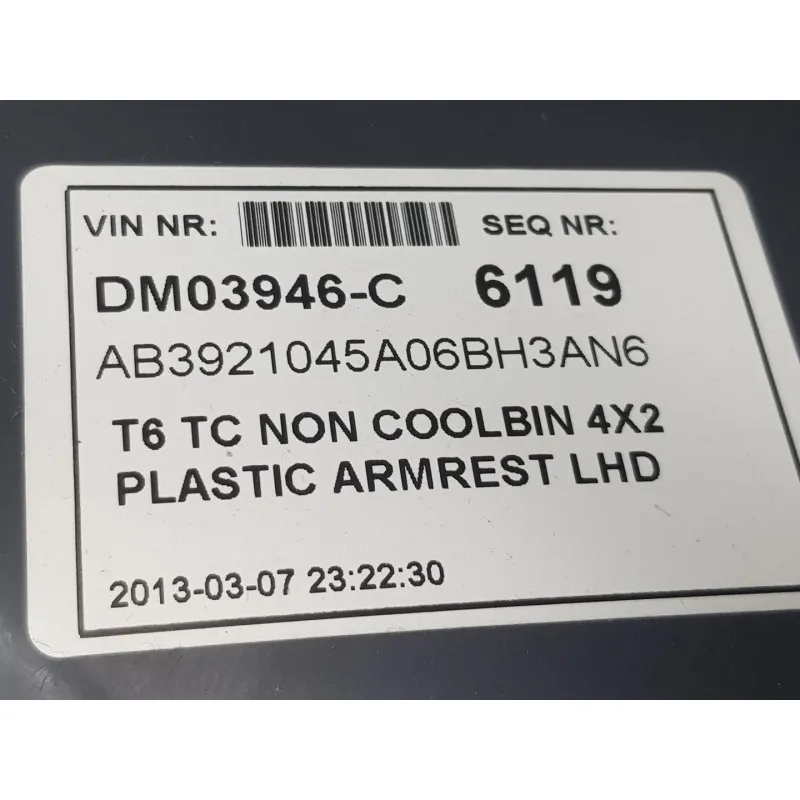 VIN NR: SEQ NR:
DM03946-C 6119
AB3921045A06BH3AN6
T6 TC NON COOLBIN 4X2
PLASTIC ARMREST LHD
2013-03-07 23:22:30